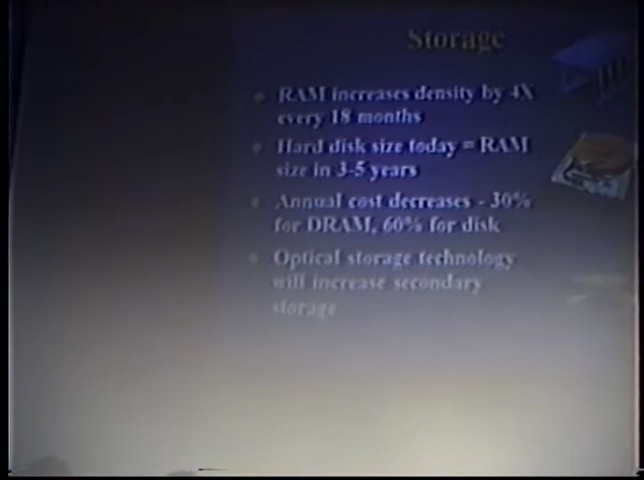 Storage
RAM increases density by 4X
every 18 months
Hard disk size today = RAM
size in 3-5 years
Annual cost decreases - 30%
for DRAM, 60% for disk
Optical storage technology
will increase secondary
storage